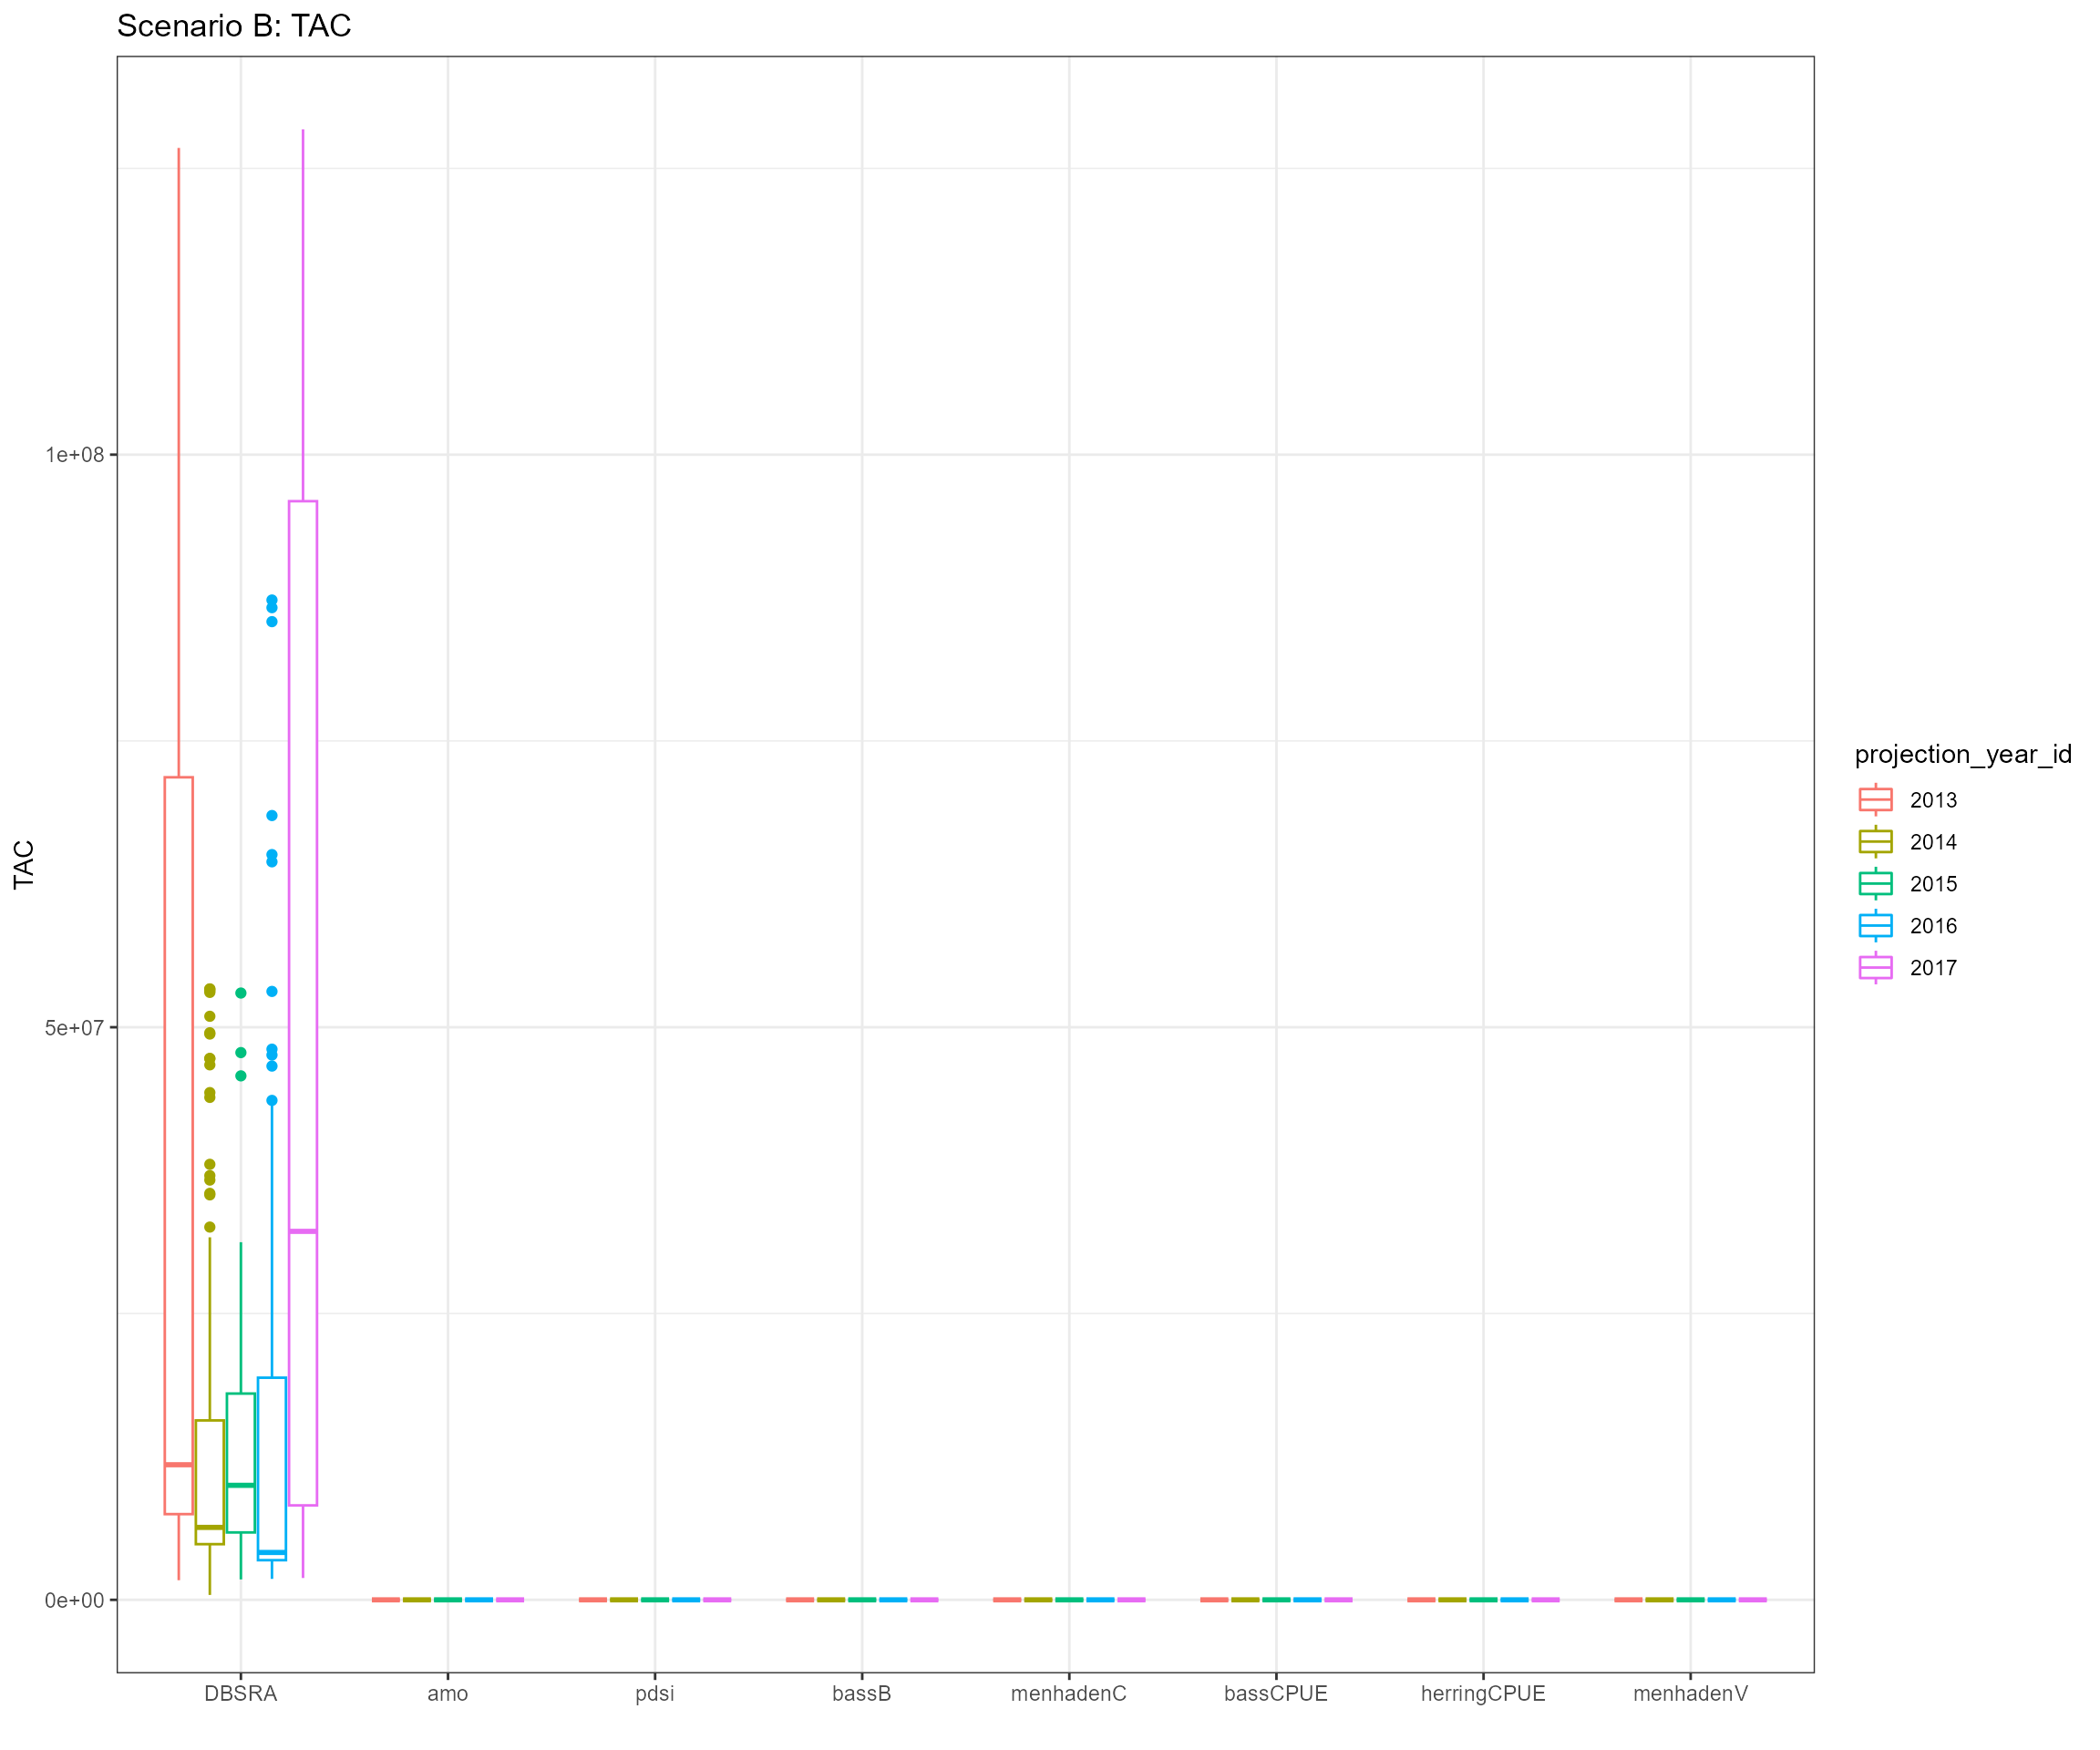 Scenario B: TAC
TAC
1e+08
5e+07
0e+00
DBSRA
amo
pdsi
bassB
menhadenC
bassCPUE
herringCPUE
menhadenV
projection_year_id
2013
2014
2015
2016
2017